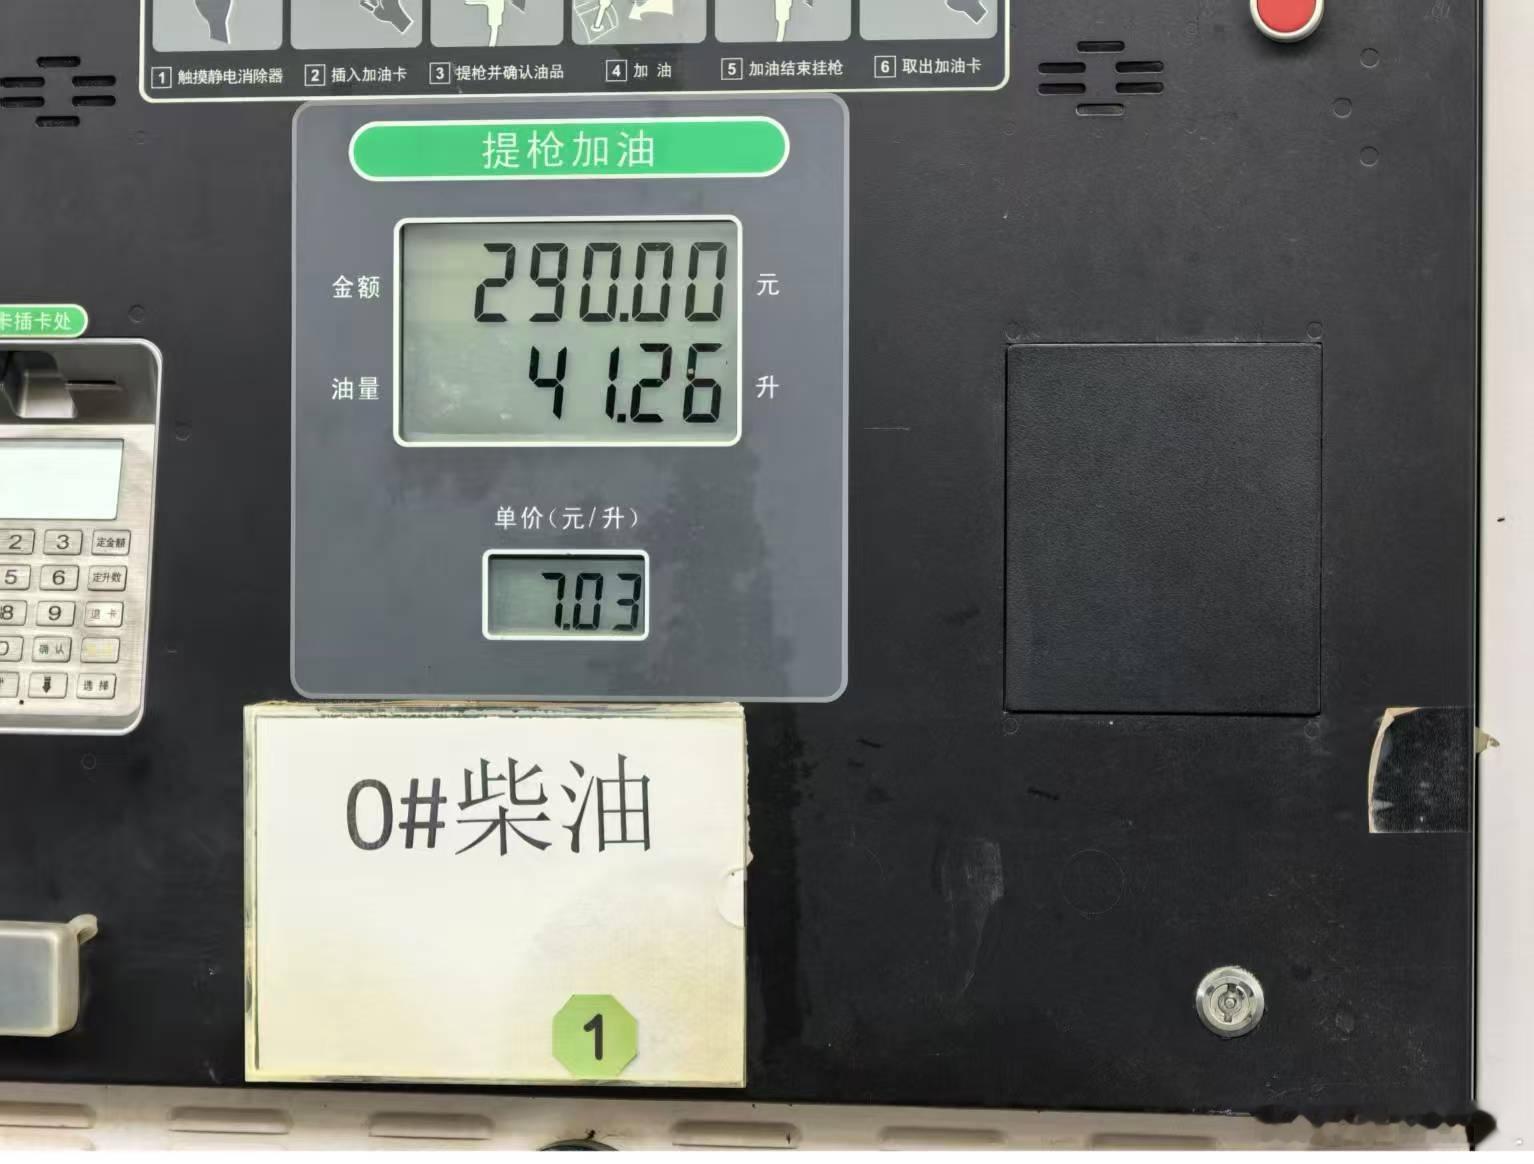 1 触摸静电消除器 2 插入加油卡 3 提枪并确认油品 4 加油 5 加油结束挂枪 6 取出加油卡
提枪加油
金额 290.00 元
油量 41.26 升
单价(元/升)
7.03
卡插卡处
2 3 定金额
5 6 定升数
8 9 退卡
0 确认
选择
0#柴油
1